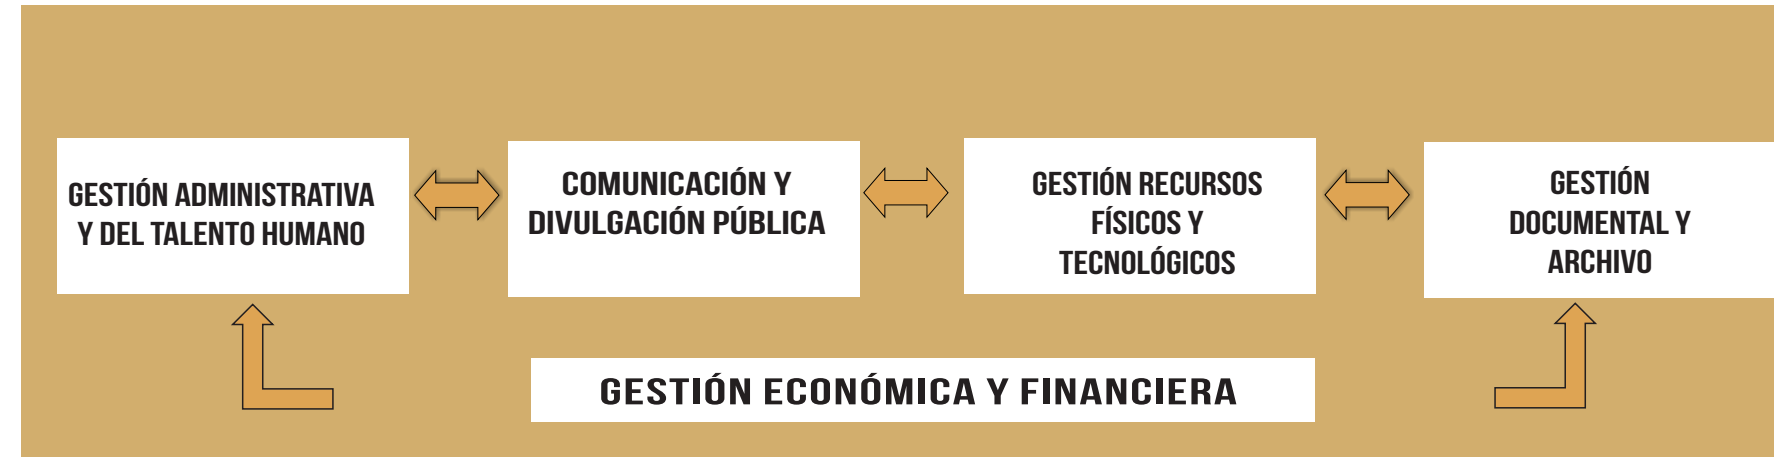 GESTIÓN ADMINISTRATIVA
Y DEL TALENTO HUMANO
COMUNICACIÓN Y
DIVULGACIÓN PÚBLICA
GESTIÓN RECURSOS
FÍSICOS Y
TECNOLÓGICOS
GESTIÓN
DOCUMENTAL Y
ARCHIVO
GESTIÓN ECONÓMICA Y FINANCIERA